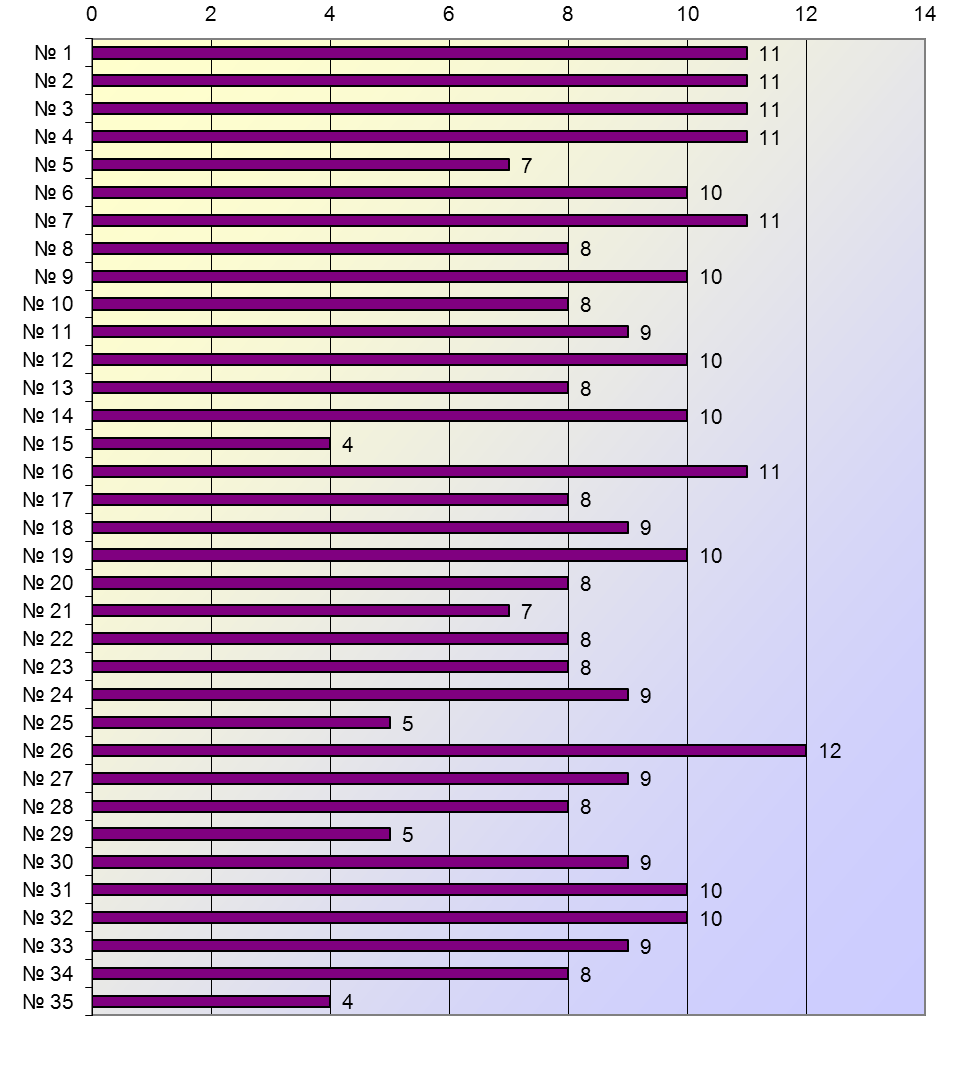 0 2 4 6 8 10 12 14
№ 1 11
№ 2 11
№ 3 11
№ 4 11
№ 5 7
№ 6 10
№ 7 11
№ 8 8
№ 9 10
№ 10 8
№ 11 9
№ 12 10
№ 13 8
№ 14 10
№ 15 4
№ 16 11
№ 17 8
№ 18 9
№ 19 10
№ 20 8
№ 21 7
№ 22 8
№ 23 8
№ 24 9
№ 25 5
№ 26 12
№ 27 9
№ 28 8
№ 29 5
№ 30 9
№ 31 10
№ 32 10
№ 33 9
№ 34 8
№ 35 4